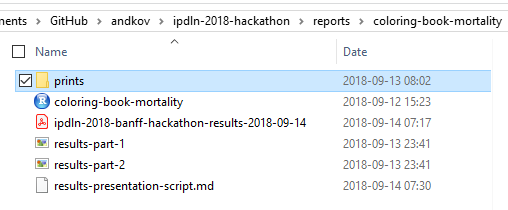 ments › GitHub › andkov › ipdln-2018-hackathon › reports › coloring-book-mortality
Name Date
prints 2018-09-13 08:02
coloring-book-mortality 2018-09-12 15:23
ipdln-2018-banff-hackathon-results-2018-09-14 2018-09-14 07:17
results-part-1 2018-09-13 23:41
results-part-2 2018-09-13 23:41
results-presentation-script.md 2018-09-14 07:30